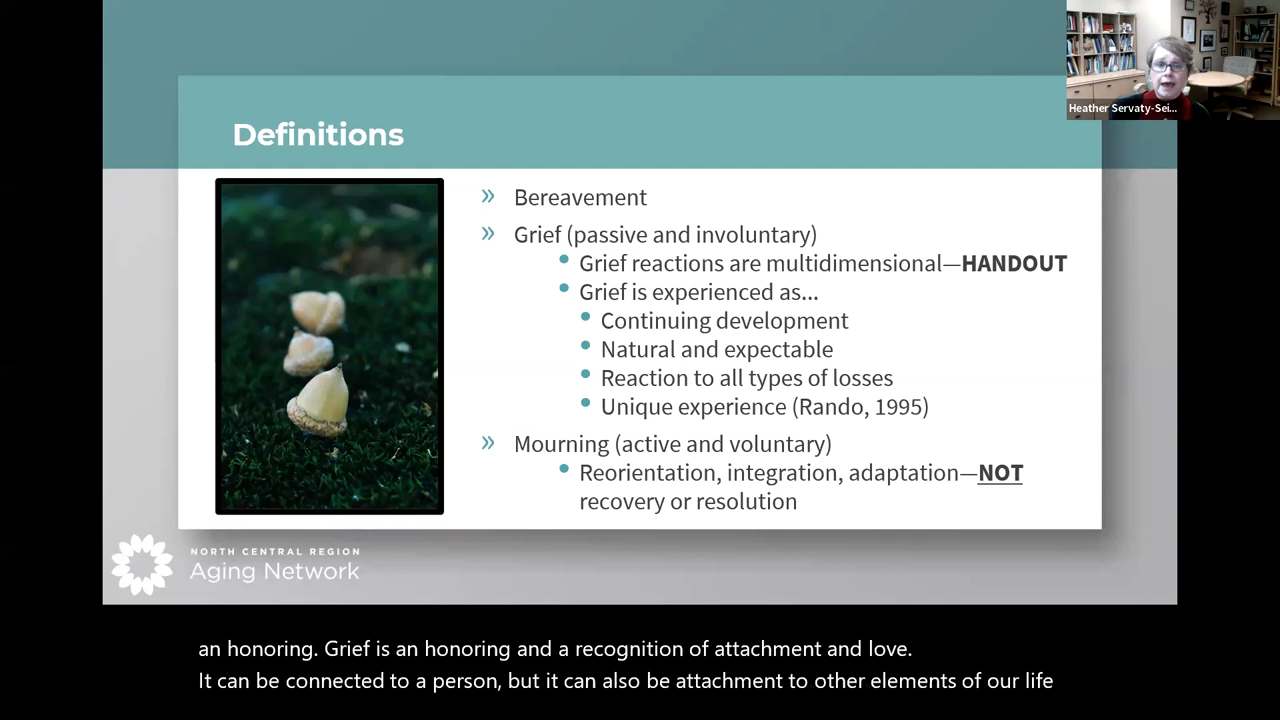 Heather Servaty-Sei...
Definitions
» Bereavement
» Grief (passive and involuntary)
• Grief reactions are multidimensional—HANDOUT
• Grief is experienced as...
• Continuing development
• Natural and expectable
• Reaction to all types of losses
• Unique experience (Rando, 1995)
» Mourning (active and voluntary)
• Reorientation, integration, adaptation—NOT
recovery or resolution
NORTH CENTRAL REGION
Aging Network
an honoring. Grief is an honoring and a recognition of attachment and love.
It can be connected to a person, but it can also be attachment to other elements of our life